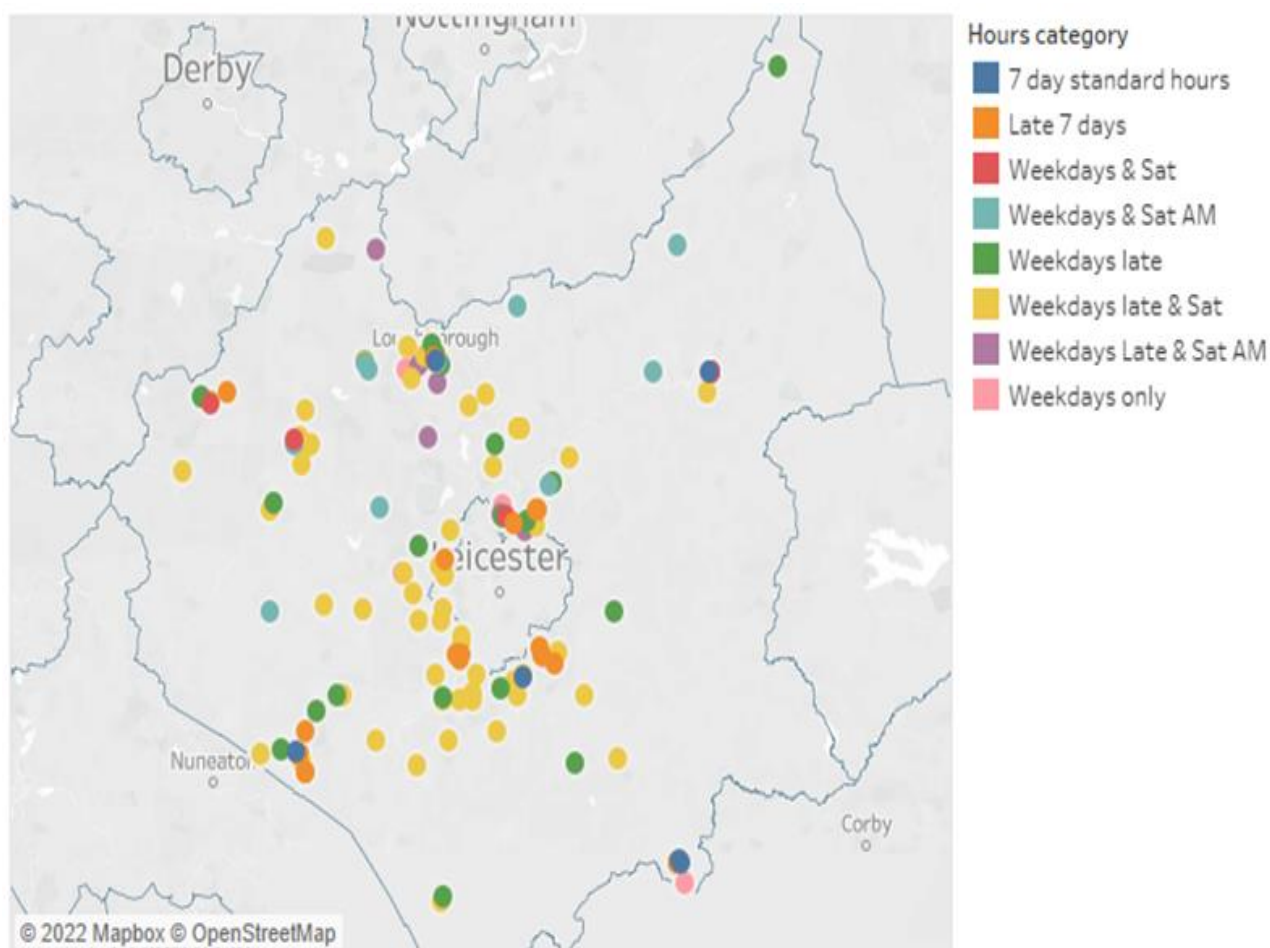 Nottingham
Derby
Loughborough
Leicester
Nuneaton
Corby
© 2022 Mapbox © OpenStreetMap
Hours category
7 day standard hours
Late 7 days
Weekdays & Sat
Weekdays & Sat AM
Weekdays late
Weekdays late & Sat
Weekdays Late & Sat AM
Weekdays only